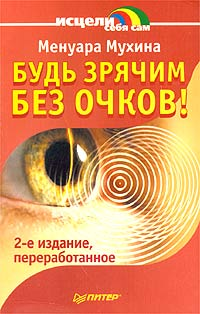 исцели
себя сам
Менуара Мухина
БУДЬ ЗРЯЧИМ
БЕЗ ОЧКОВ!
2-е издание,
переработанное
ПИТЕР